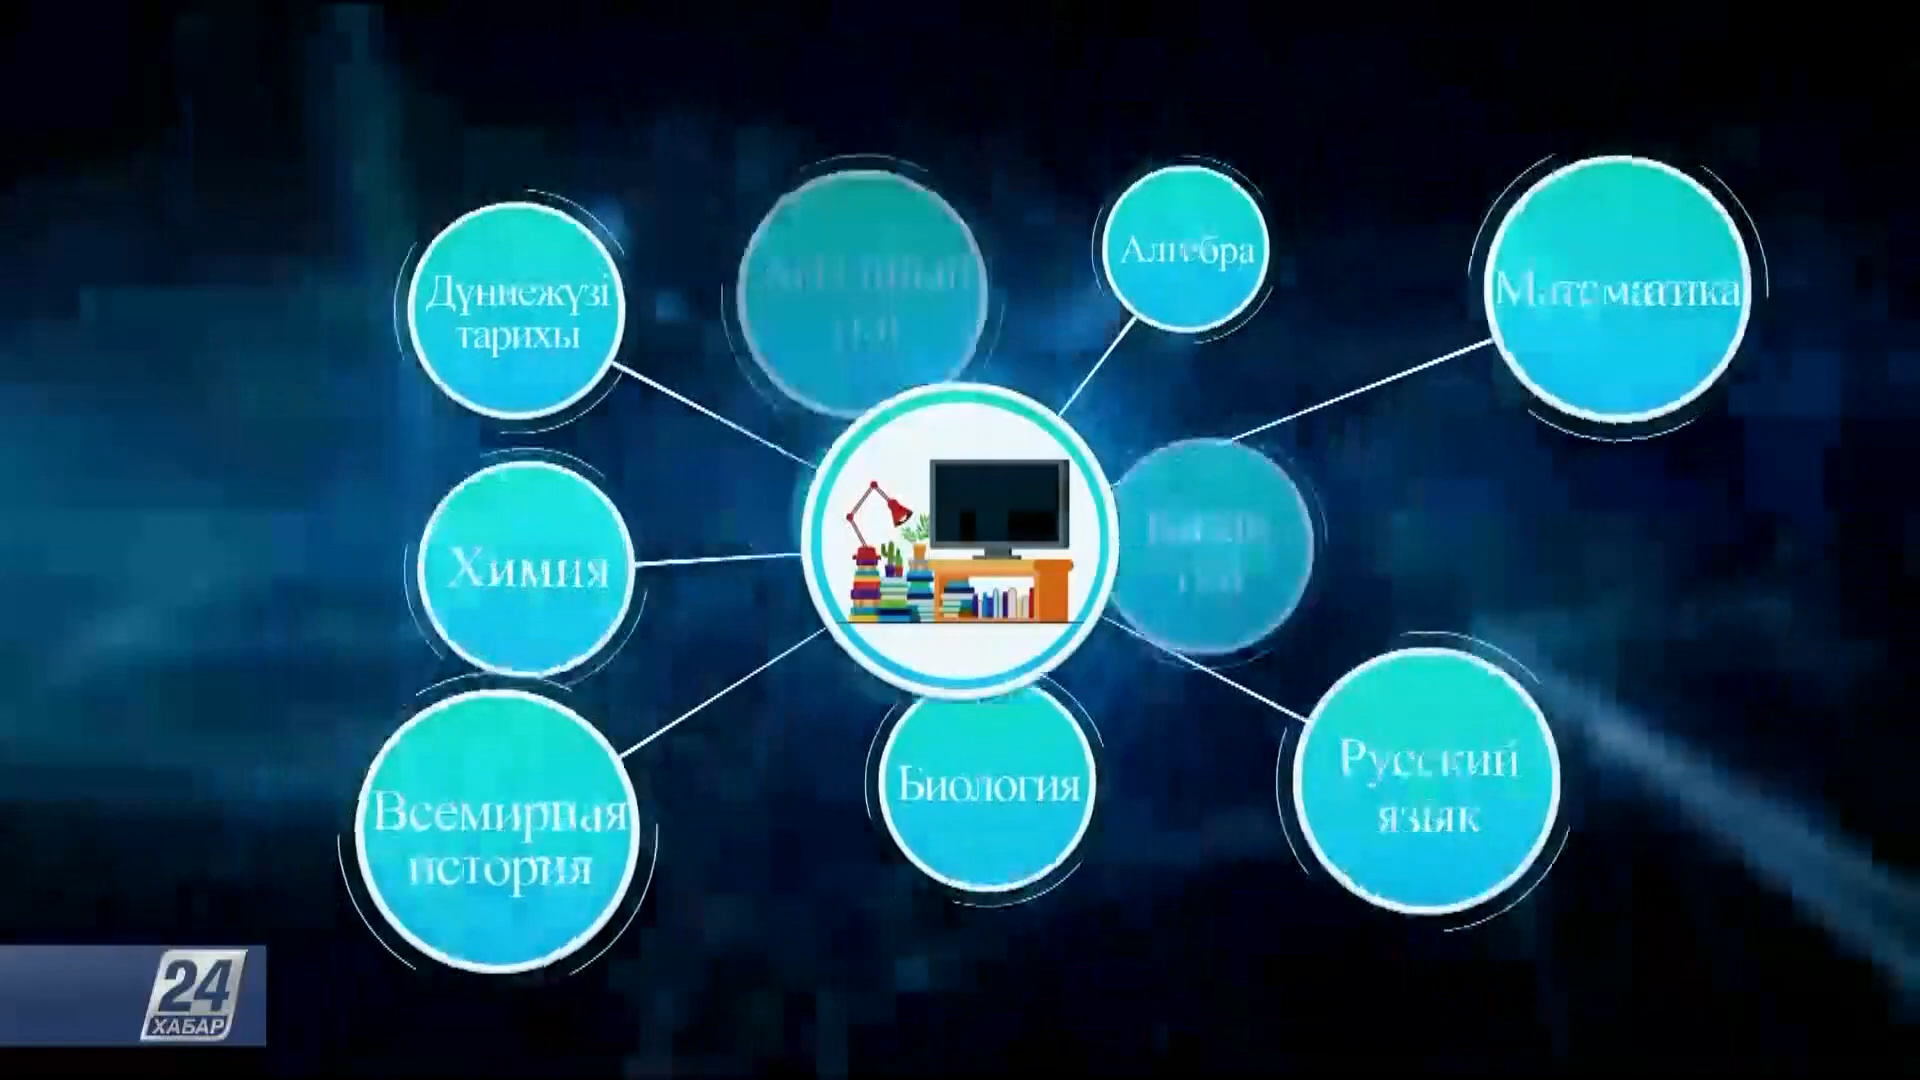 Дүниежүзі
тарихы
Алгебра
Математика
Химия
Всемирная
история
Биология
Русский
язык
24
ХАБАР